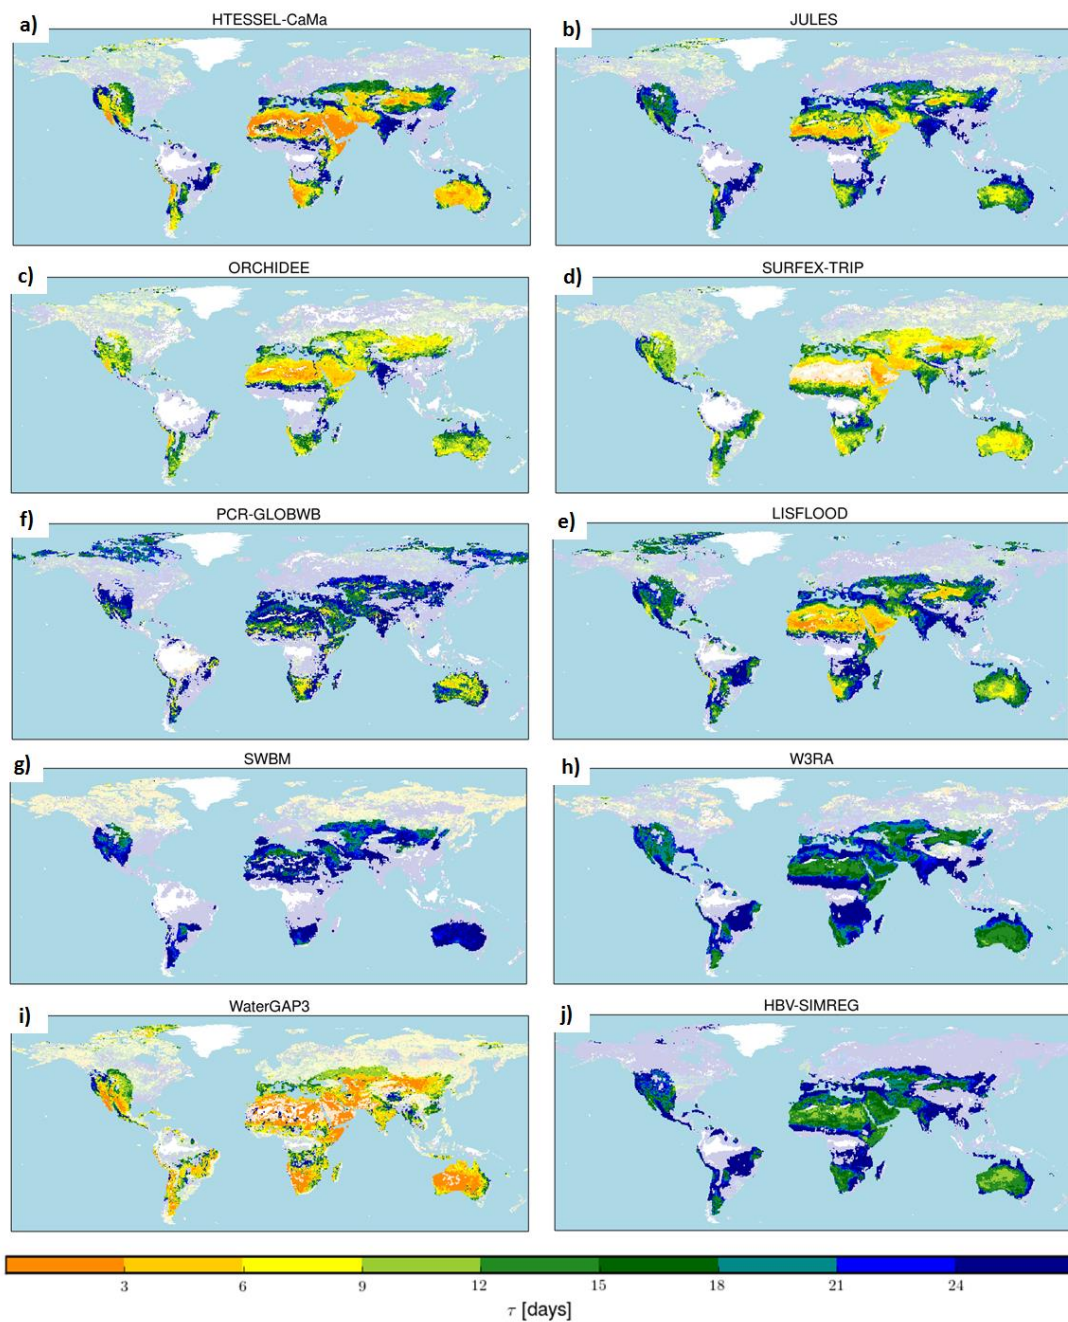 a) HTESSEL-CaMa
b) JULES
c) ORCHIDEE
d) SURFEX-TRIP
f) PCR-GLOBWB
e) LISFLOOD
g) SWBM
h) W3RA
i) WaterGAP3
j) HBV-SIMREG
3 6 9 12 15 18 21 24
τ [days]